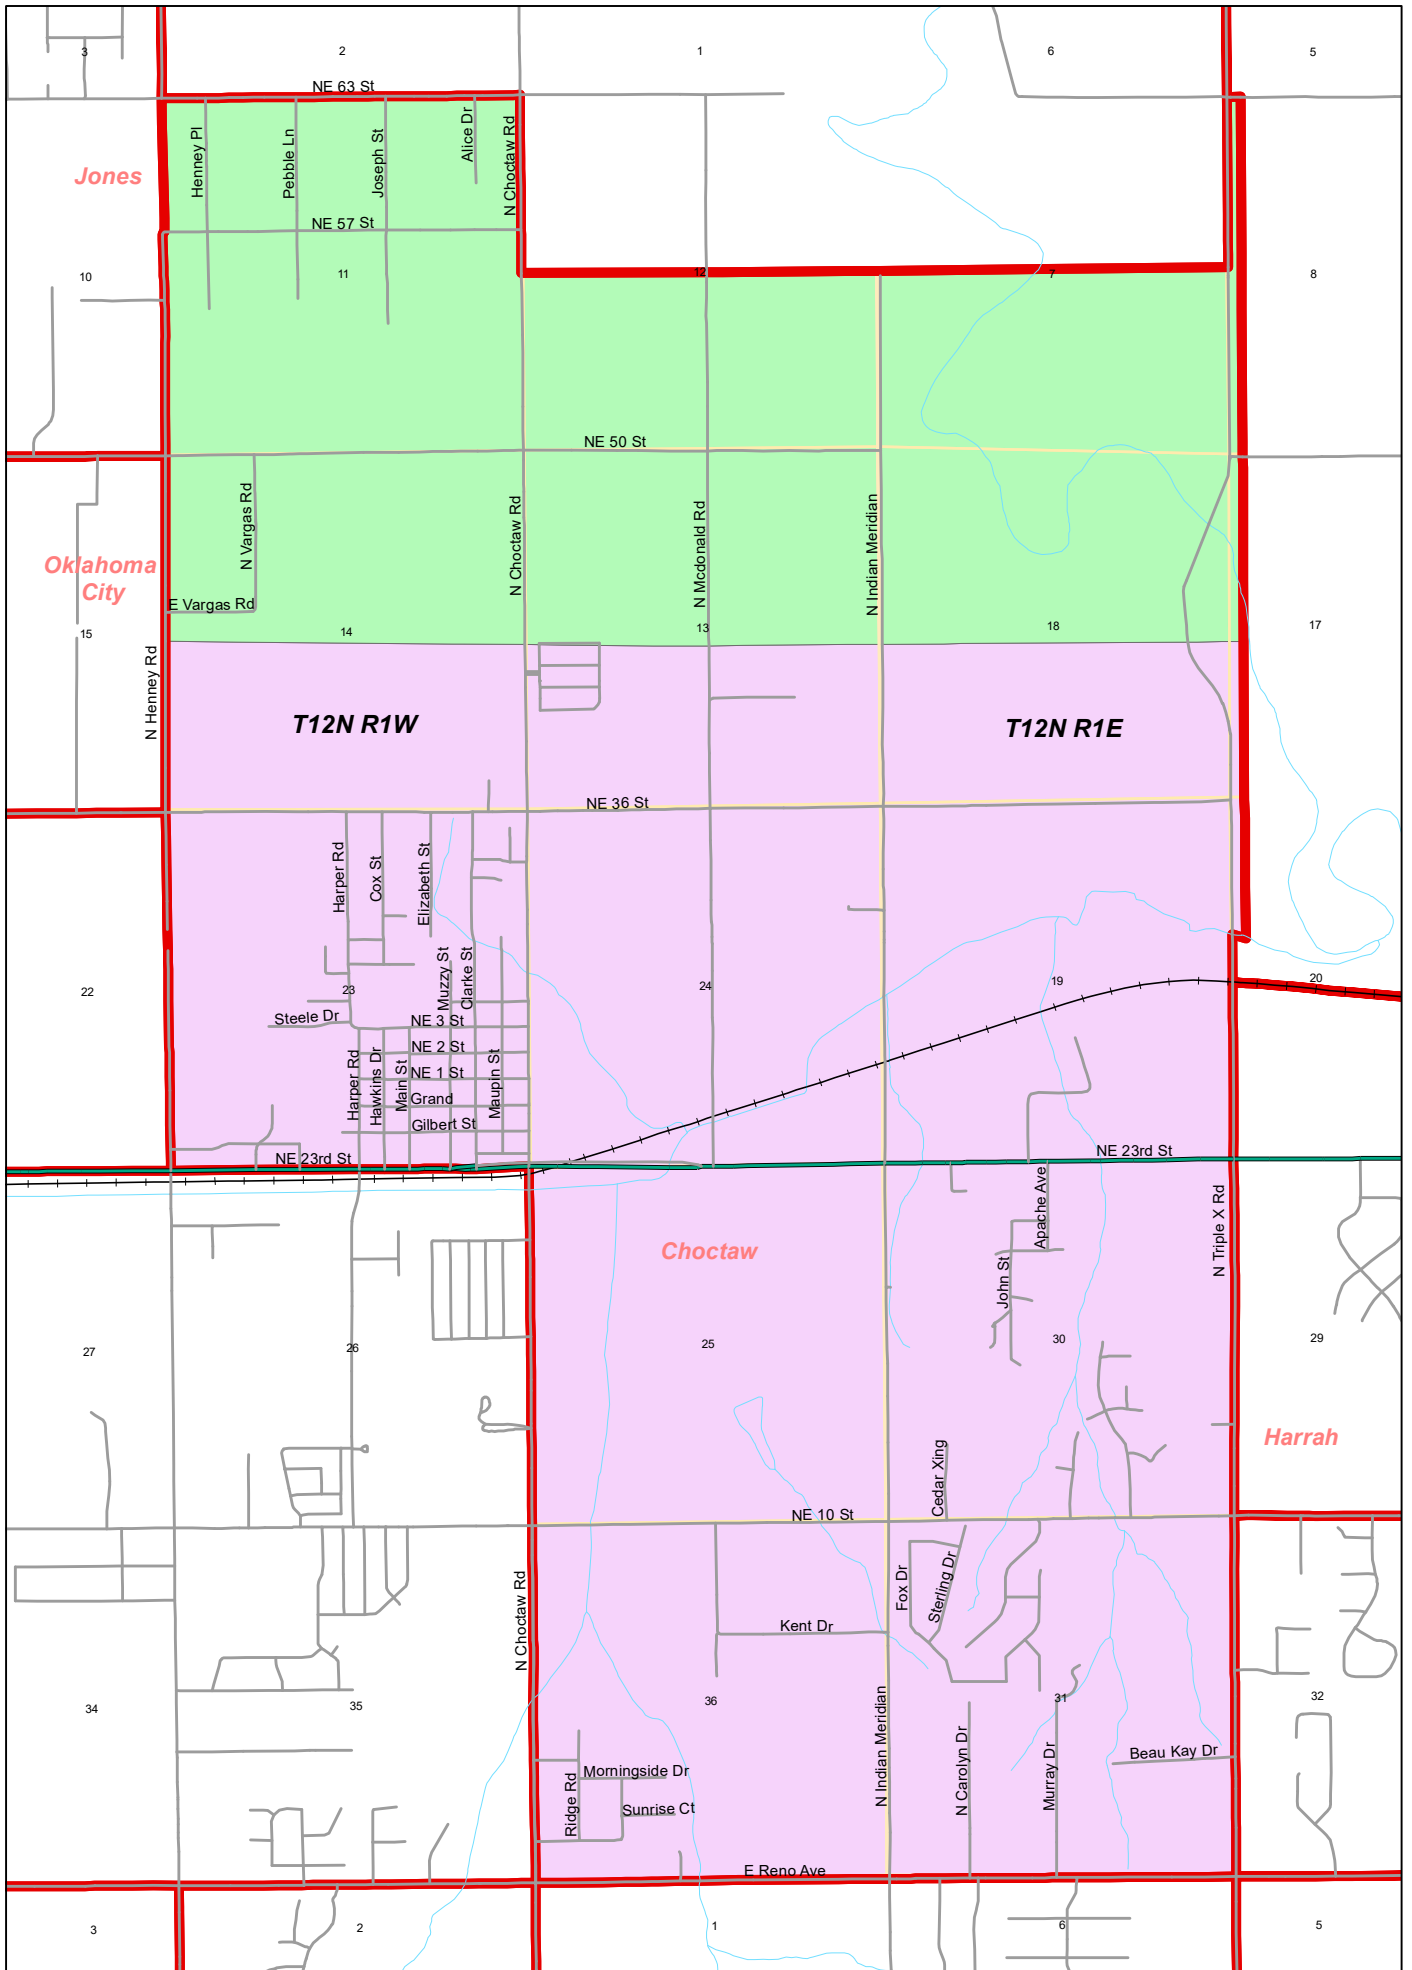 3
2
1
6
5
NE 63 St
Henney Pl
Pebble Ln
Joseph St
Alice Dr
N Choctaw Rd
Jones
NE 57 St
10
11
12
7
8
NE 50 St
N Vargas Rd
N Choctaw Rd
N Mcdonald Rd
N Indian Meridian
Oklahoma
City
E Vargas Rd
15
14
13
18
17
N Henney Rd
T12N R1W
T12N R1E
NE 36 St
Harper Rd
Cox St
Elizabeth St
Muzzy St
Clarke St
22
23
24
19
20
Steele Dr
NE 3 St
NE 2 St
NE 1 St
Grand
Gilbert St
Harper Rd
Hawkins Dr
Main St
Maupin St
NE 23rd St
NE 23rd St
Apache Ave
N Triple X Rd
Choctaw
John St
27
26
25
30
29
Harrah
Cedar Xing
NE 10 St
N Choctaw Rd
Fox Dr
Sterling Dr
Kent Dr
34
35
36
31
32
N Indian Meridian
N Carolyn Dr
Murray Dr
Beau Kay Dr
Morningside Dr
Ridge Rd
Sunrise Ct
E Reno Ave
3
2
1
6
5